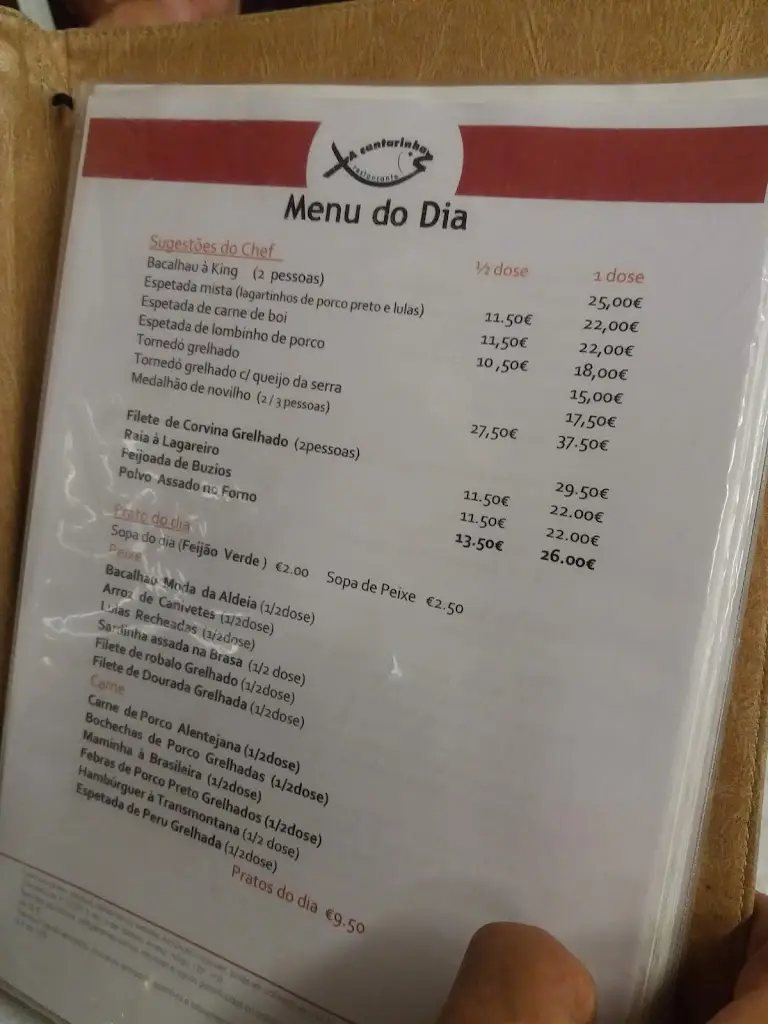 A cantarinha
restaurante
Menu do Dia
Sugestões do Chef ½ dose 1 dose
Bacalhau à King (2 pessoas) 25,00€
Espetada mista (lagartinhos de porco preto e lulas) 11.50€ 22,00€
Espetada de carne de boi 11,50€ 22,00€
Espetada de lombinho de porco 10,50€ 18,00€
Tornedó grelhado 15,00€
Tornedó grelhado c/ queijo da serra 17,50€
Medalhão de novilho (2/3 pessoas) 27,50€ 37.50€
Filete de Corvina Grelhado (2pessoas) 29.50€
Raia à Lagareiro 11.50€ 22.00€
Feijoada de Buzios 11.50€ 22.00€
Polvo Assado no Forno 13.50€ 26.00€
Prato do dia
Sopa do dia (Feijão Verde ) €2.00 Sopa de Peixe €2.50
Peixe
Bacalhau Moda da Aldeia (1/2dose)
Arroz de Canivetes (1/2dose)
Lulas Recheadas (1/2dose)
Sardinha assada na Brasa (1/2 dose)
Filete de robalo Grelhado (1/2dose)
Filete de Dourada Grelhada (1/2dose)
Carne
Carne de Porco Alentejana (1/2dose)
Bochechas de Porco Grelhadas (1/2dose)
Maminha à Brasileira (1/2dose)
Febras de Porco Preto Grelhados (1/2dose)
Hambúrguer à Transmontana (1/2 dose)
Espetada de Peru Grelhada (1/2dose)
Pratos do dia €9.50